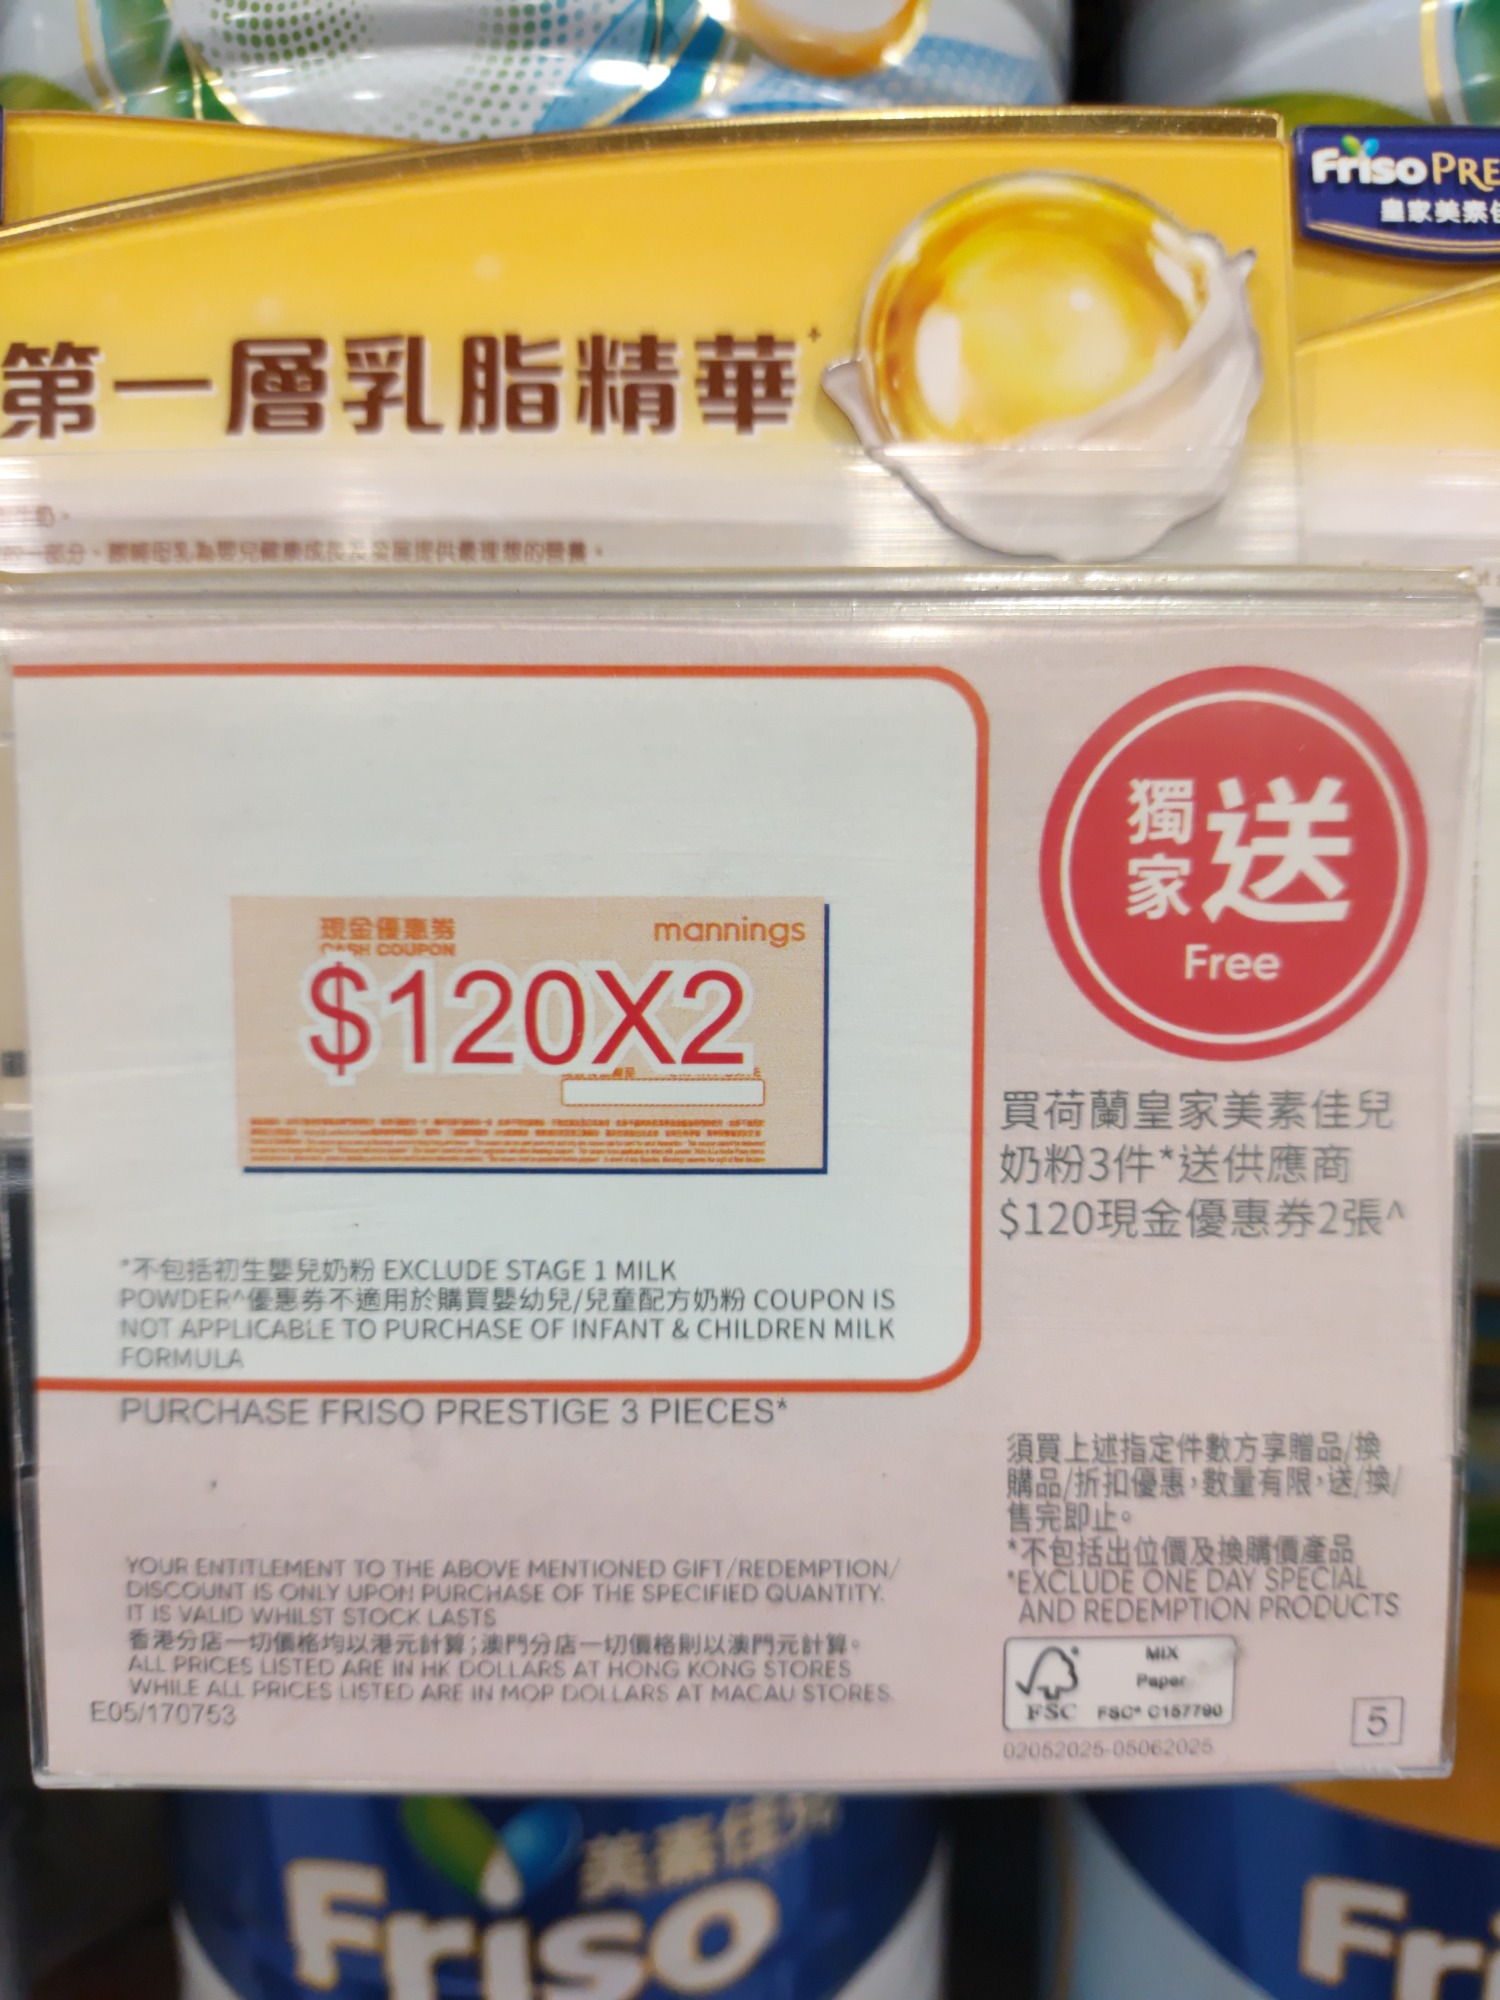 Friso PRE
皇家美素佳
第一層乳脂精華+
現金優惠券
CASH COUPON
mannings
$120X2
獨家送
Free
買荷蘭皇家美素佳兒
奶粉3件*送供應商
$120現金優惠券2張^
*不包括初生嬰兒奶粉 EXCLUDE STAGE 1 MILK
POWDER^優惠券不適用於購買嬰幼兒/兒童配方奶粉 COUPON IS
NOT APPLICABLE TO PURCHASE OF INFANT & CHILDREN MILK
FORMULA
PURCHASE FRISO PRESTIGE 3 PIECES*
須買上述指定件數方享贈品/換
購品/折扣優惠，數量有限，送/換/
售完即止。
*不包括出位價及換購價產品
*EXCLUDE ONE DAY SPECIAL
AND REDEMPTION PRODUCTS
YOUR ENTITLEMENT TO THE ABOVE MENTIONED GIFT/REDEMPTION/
DISCOUNT IS ONLY UPON PURCHASE OF THE SPECIFIED QUANTITY.
IT IS VALID WHILST STOCK LASTS
香港分店一切價格均以港元計算；澳門分店一切價格則以澳門元計算。
ALL PRICES LISTED ARE IN HK DOLLARS AT HONG KONG STORES
WHILE ALL PRICES LISTED ARE IN MOP DOLLARS AT MACAU STORES.
E05/170753
FSC
MIX
Paper
FSC® C157790
5
02052025-05062025
美素佳兒
Friso
Fri